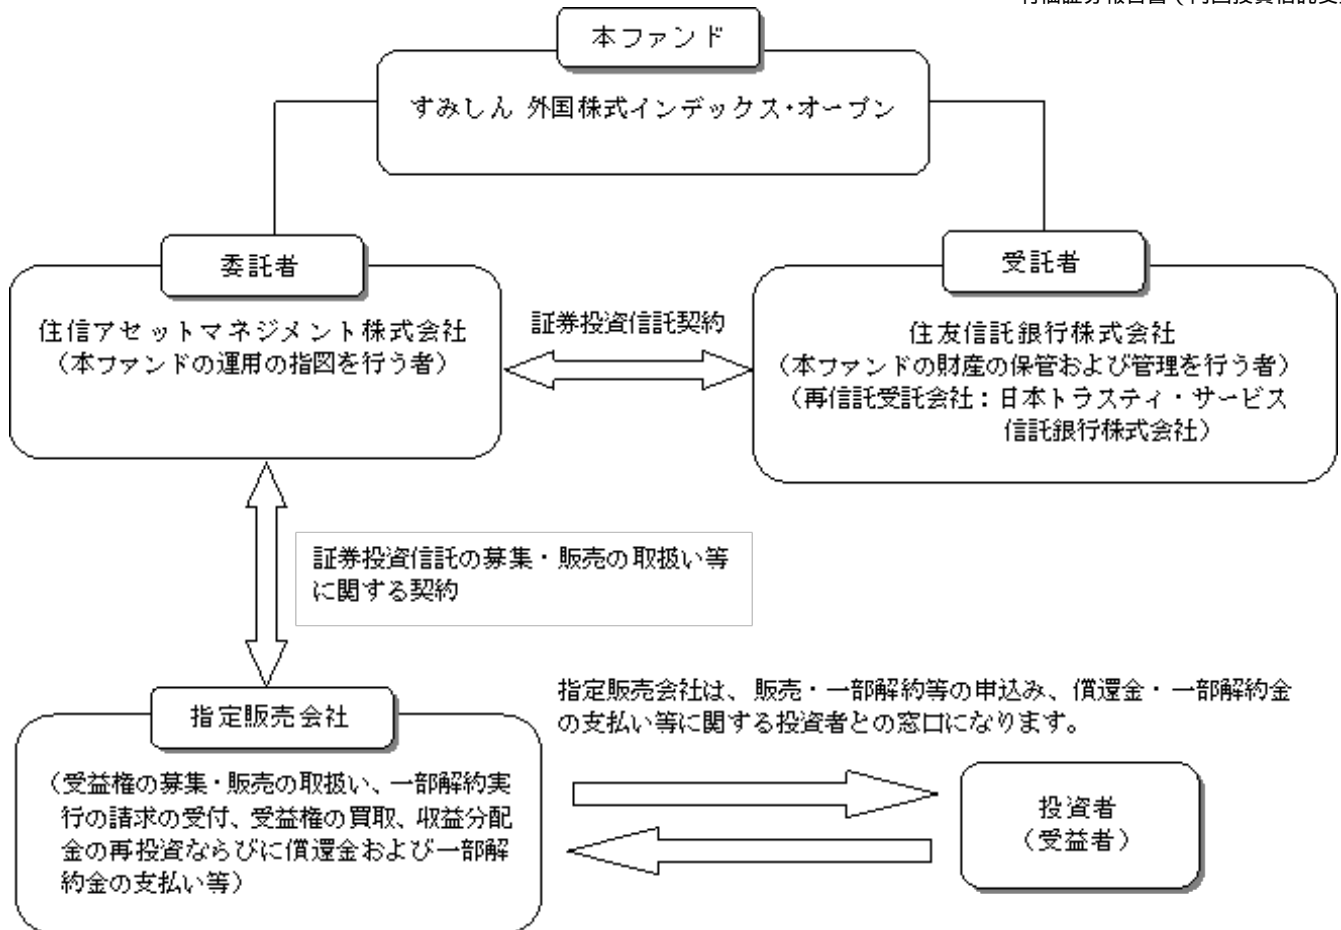 本ファンド
すみしん 外国株式インデックス・オープン
委託者
住信アセットマネジメント株式会社
（本ファンドの運用の指図を行う者）
証券投資信託契約
受託者
住友信託銀行株式会社
（本ファンドの財産の保管および管理を行う者）
（再信託受託会社：日本トラスティ・サービス
信託銀行株式会社）
証券投資信託の募集・販売の取扱い等
に関する契約
指定販売会社
（受益権の募集・販売の取扱い、一部解約実
行の請求の受付、受益権の買取、収益分配
金の再投資ならびに償還金および一部解
約金の支払い等）
指定販売会社は、販売・一部解約等の申込み、償還金・一部解約金
の支払い等に関する投資者との窓口になります。
投資者
（受益者）